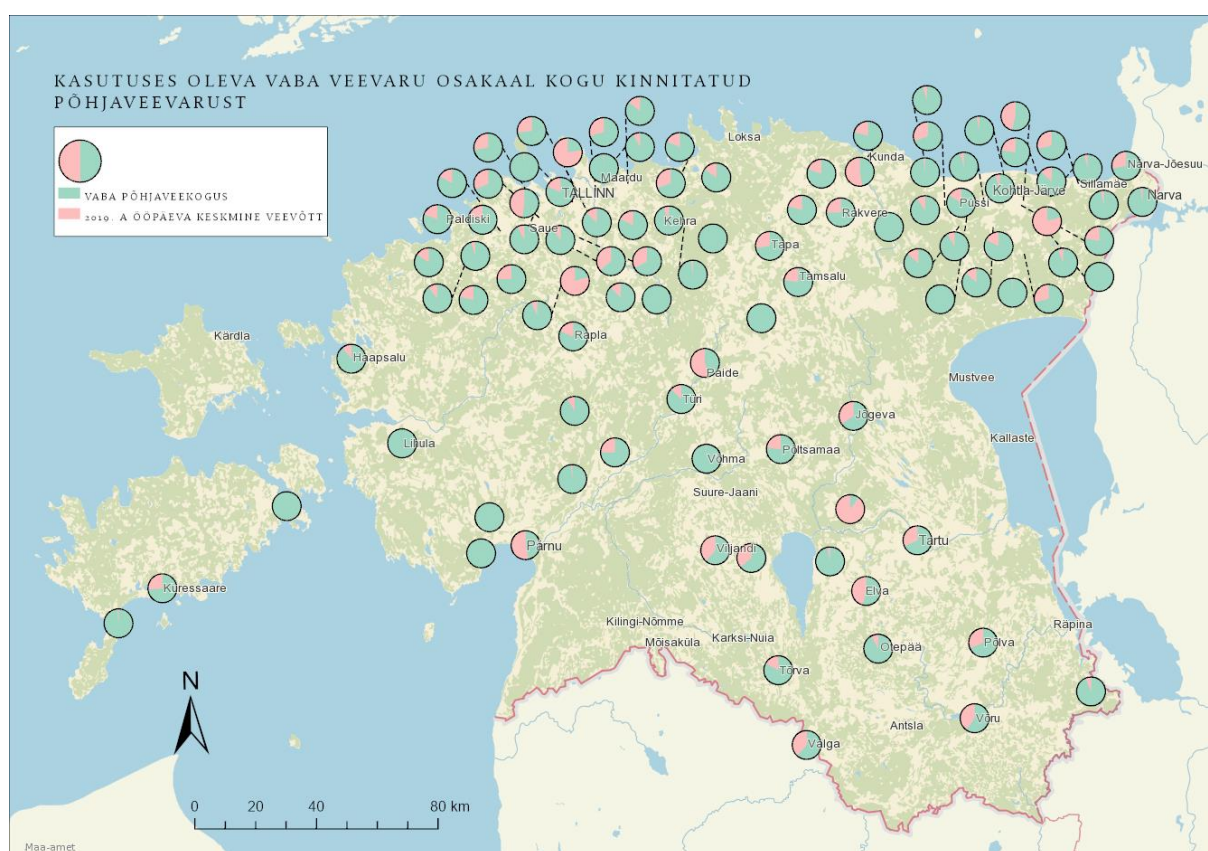 KASUTUSES OLEVA VABA VEEVARU OSAKAAL KOGU KINNITATUD
PÕHJAVEEVARUST
VABA PÕHJAVEEKOGUS
2019. A ÖÖPÄEVA KESKMINE VEEVÕTT
Loksa
Kunda
Narva-Jõesuu
Maardu
TALLINN
Kohtla-Järve
Sillamäe
Narva
Püssi
Paldiski
Saue
Kehra
Rakvere
Tapa
Tamsalu
Kärdla
Rapla
Haapsalu
Paide
Mustvee
Türi
Jõgeva
Kallaste
Lihula
Põltsamaa
Võhma
Suure-Jaani
Tartu
Pärnu
Viljandi
Kuressaare
Elva
Kilingi-Nõmme
Räpina
Mõisaküla
Karksi-Nuia
Otepää
Põlva
Tõrva
N
Antsla
Võru
Valga
0 20 40 80 km
Maa-amet